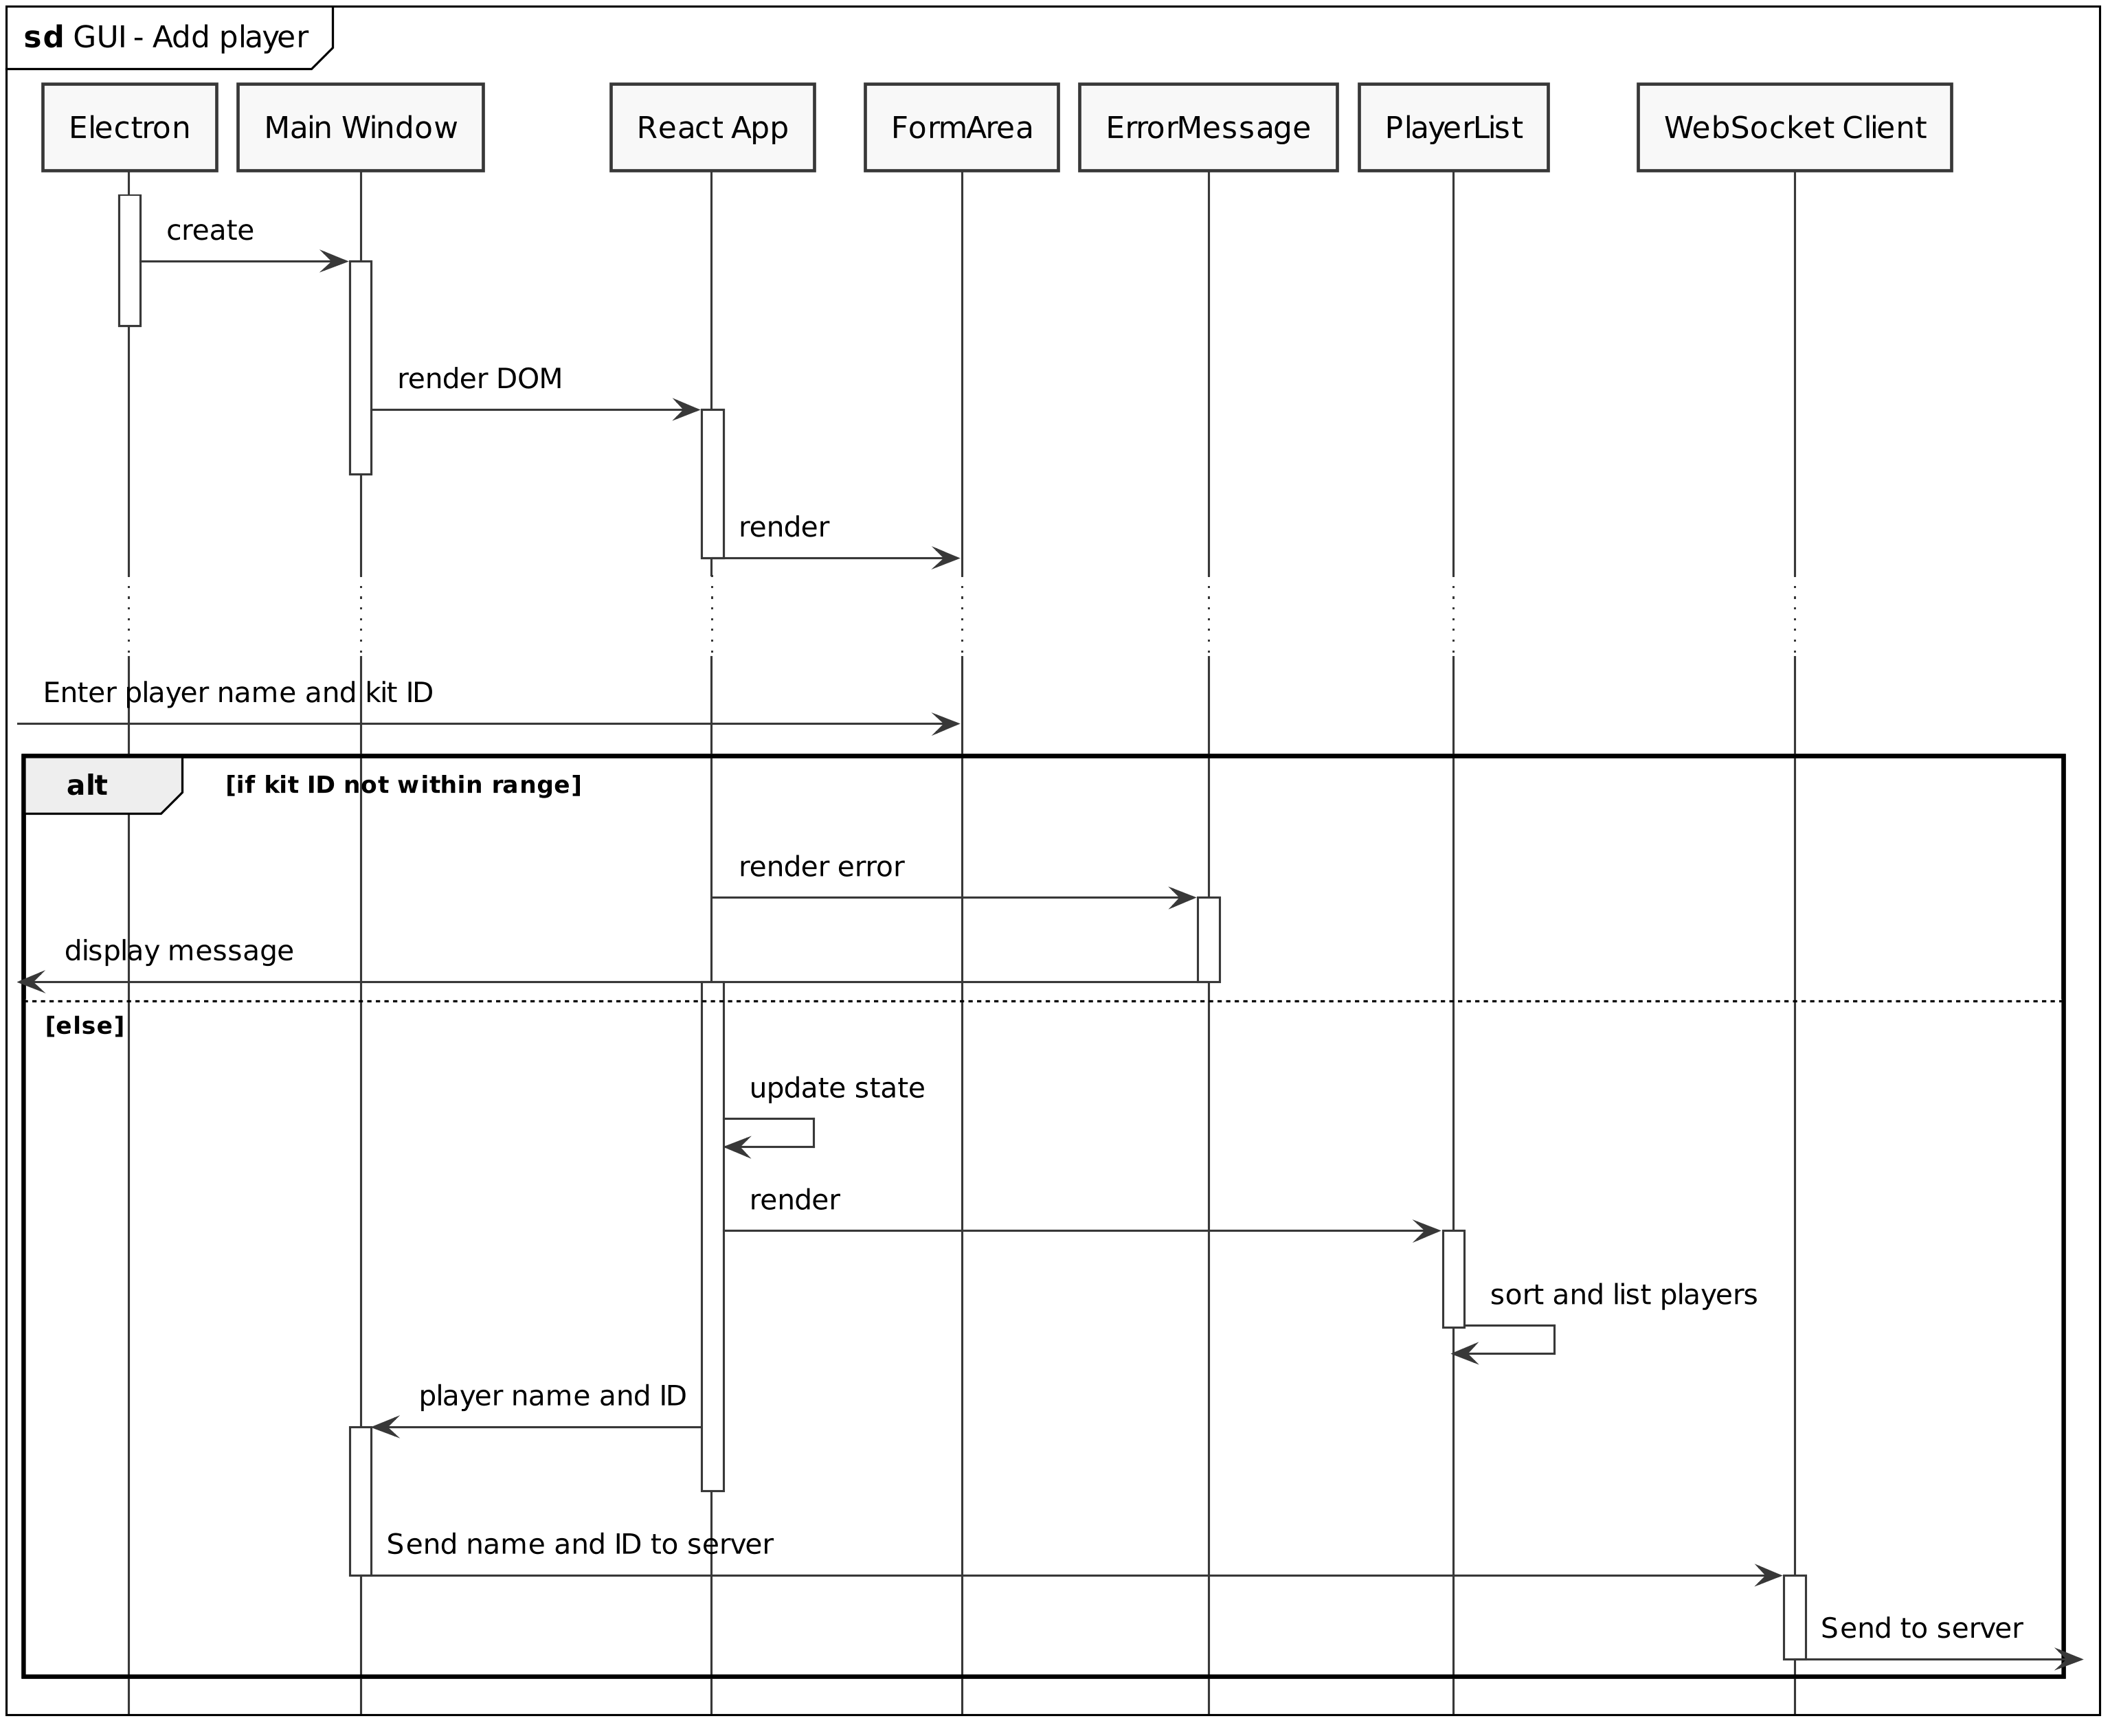 sd GUI - Add player
Electron
Main Window
React App
FormArea
ErrorMessage
PlayerList
WebSocket Client
create
render DOM
render
Enter player name and kit ID
alt
[if kit ID not within range]
render error
display message
[else]
update state
render
sort and list players
player name and ID
Send name and ID to server
Send to server